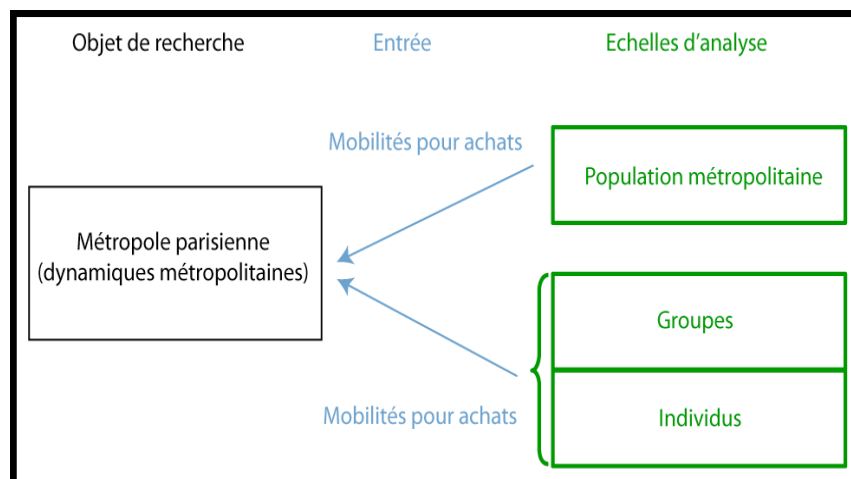 Objet de recherche
Entrée
Echelles d'analyse
Mobilités pour achats
Population métropolitaine
Métropole parisienne
(dynamiques métropolitaines)
Groupes
Mobilités pour achats
Individus